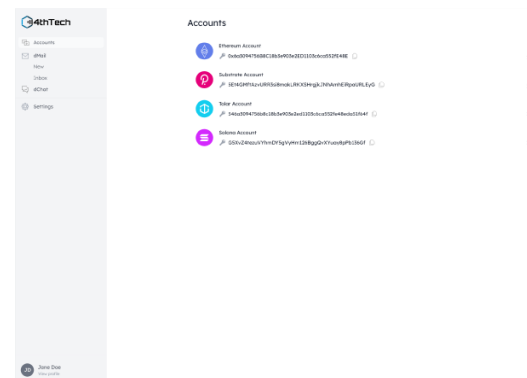 4thTech
Accounts
dMail
New
Inbox
dChat
Settings
Accounts
Ethereum Account
Substrate Account
Tolar Account
Solana Account
JD
Jane Doe
View profile